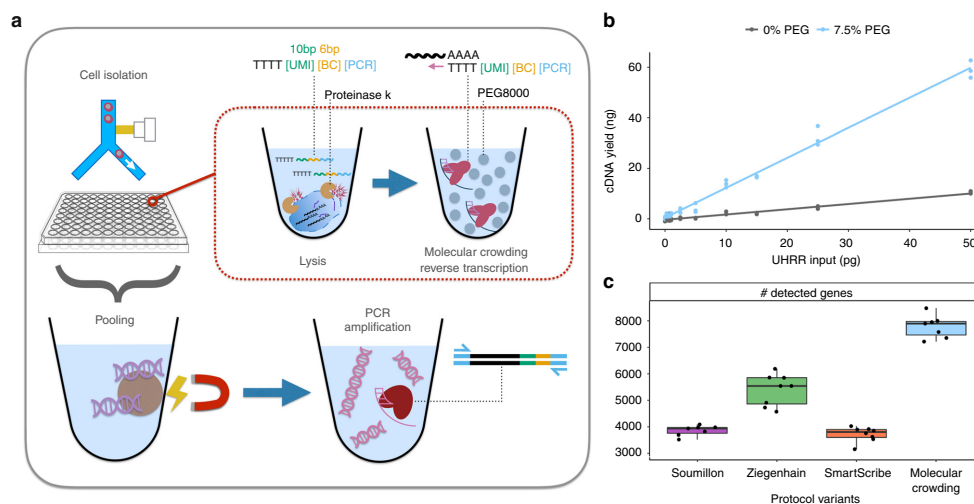 a
Cell isolation
10bp 6bp
TTTT [UMI] [BC] [PCR]
Proteinase k
AAAA
TTTT [UMI] [BC] [PCR]
PEG8000
TTTTT
TTTTT
Lysis
Molecular crowding
reverse transcription
Pooling
PCR
amplification
b
0% PEG 7.5% PEG
cDNA yield (ng)
60
40
20
0
0 10 20 30 40 50
UHRR input (pg)
c
# detected genes
8000
7000
6000
5000
4000
3000
Soumillon Ziegenhain SmartScribe Molecular
crowding
Protocol variants